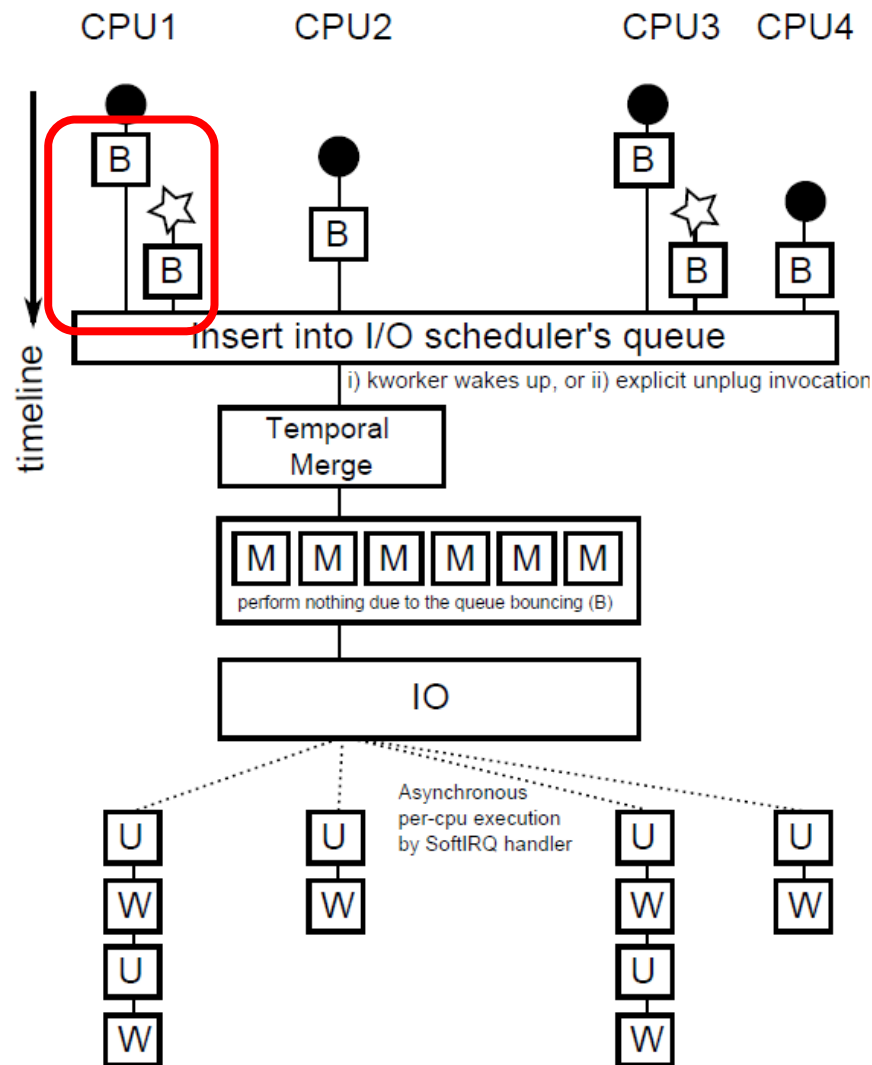 CPU1 CPU2 CPU3 CPU4
B B
B
B B B
timeline
Insert into I/O scheduler's queue
i) kworker wakes up, or ii) explicit unplug invocation
Temporal
Merge
M M M M M M
perform nothing due to the queue bouncing (B)
IO
Asynchronous
per-cpu execution
by SoftIRQ handler
U U U U
W W W W
U U
W W